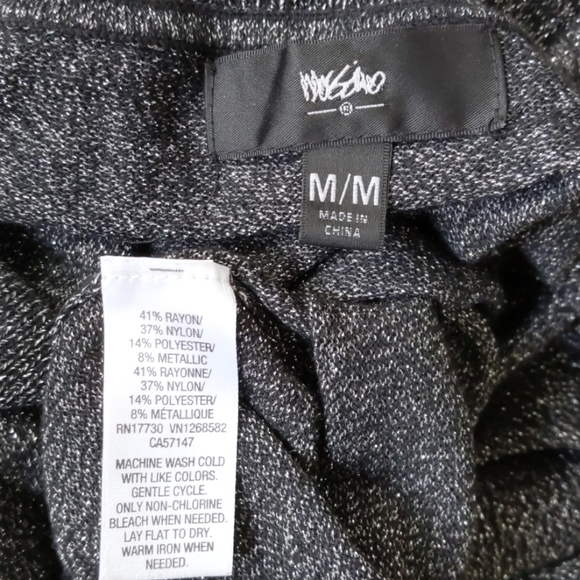 Mossimo
M/M
MADE IN
CHINA
41% RAYON/
37% NYLON/
14% POLYESTER/
8% METALLIC
41% RAYONNE/
37% NYLON/
14% POLYESTER/
8% MÉTALLIQUE
RN17730 VN1268582
CA57147
MACHINE WASH COLD
WITH LIKE COLORS.
GENTLE CYCLE.
ONLY NON-CHLORINE
BLEACH WHEN NEEDED.
LAY FLAT TO DRY.
WARM IRON WHEN
NEEDED.